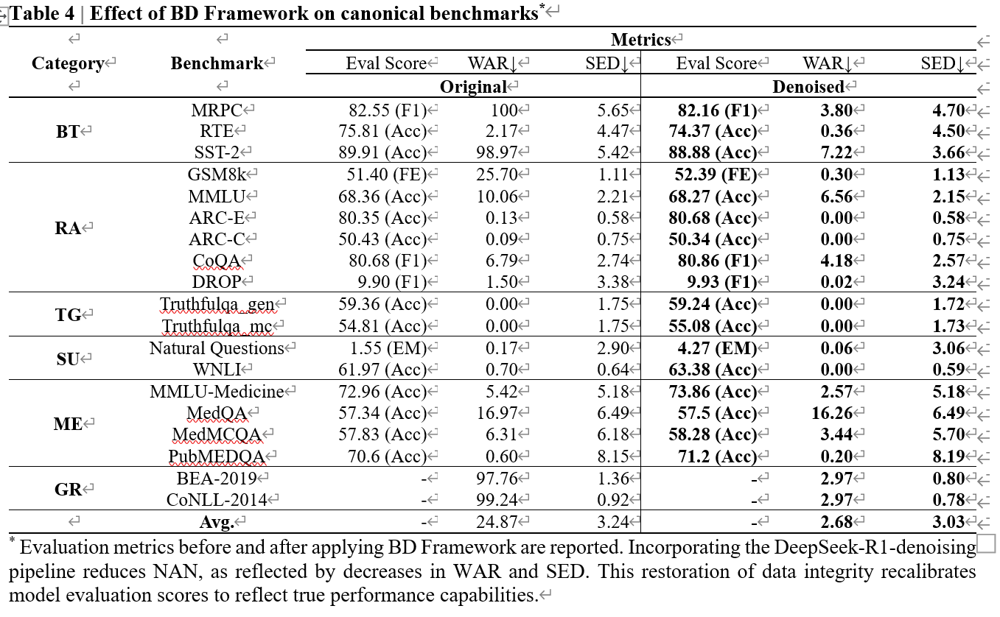 Table 4 | Effect of BD Framework on canonical benchmarks*
Metrics
Category Benchmark Eval Score WAR↓ SED↓ Eval Score WAR↓ SED↓
Original Denoised
MRPC 82.55 (F1) 100 5.65 82.16 (F1) 3.80 4.70
BT RTE 75.81 (Acc) 2.17 4.47 74.37 (Acc) 0.36 4.50
SST-2 89.91 (Acc) 98.97 5.42 88.88 (Acc) 7.22 3.66
GSM8k 51.40 (FE) 25.70 1.11 52.39 (FE) 0.30 1.13
MMLU 68.36 (Acc) 10.06 2.21 68.27 (Acc) 6.56 2.15
ARC-E 80.35 (Acc) 0.13 0.58 80.68 (Acc) 0.00 0.58
RA
ARC-C 50.43 (Acc) 0.09 0.75 50.34 (Acc) 0.00 0.75
CoQA 80.68 (F1) 6.79 2.74 80.86 (F1) 4.18 2.57
DROP 9.90 (F1) 1.50 3.38 9.93 (F1) 0.02 3.24
Truthfulqa_gen 59.36 (Acc) 0.00 1.75 59.24 (Acc) 0.00 1.72
TG
Truthfulqa_mc 54.81 (Acc) 0.00 1.75 55.08 (Acc) 0.00 1.73
Natural Questions 1.55 (EM) 0.17 2.90 4.27 (EM) 0.06 3.06
SU
WNLI 61.97 (Acc) 0.70 0.64 63.38 (Acc) 0.00 0.59
MMLU-Medicine 72.96 (Acc) 5.42 5.18 73.86 (Acc) 2.57 5.18
MedQA 57.34 (Acc) 16.97 6.49 57.5 (Acc) 16.26 6.49
ME
MedMCQA 57.83 (Acc) 6.31 6.18 58.28 (Acc) 3.44 5.70
PubMEDQA 70.6 (Acc) 0.60 8.15 71.2 (Acc) 0.20 8.19
BEA-2019 - 97.76 1.36 - 2.97 0.80
GR
CoNLL-2014 - 99.24 0.92 - 2.97 0.78
Avg. - 24.87 3.24 - 2.68 3.03
* Evaluation metrics before and after applying BD Framework are reported. Incorporating the DeepSeek-R1-denoising
pipeline reduces NAN, as reflected by decreases in WAR and SED. This restoration of data integrity recalibrates
model evaluation scores to reflect true performance capabilities.